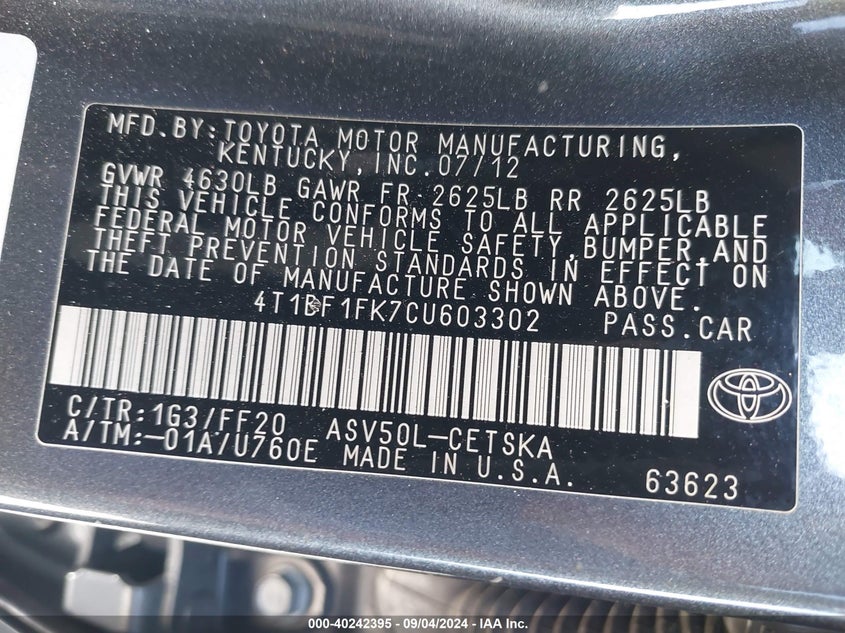 MFD.BY:TOYOTA MOTOR MANUFACTURING,
KENTUCKY,INC.07/12
GVWR 4630LB GAWR FR 2625LB RR 2625LB
THIS VEHICLE CONFORMS TO ALL APPLICABLE
FEDERAL MOTOR VEHICLE SAFETY,BUMPER,AND
THEFT PREVENTION STANDARDS IN EFFECT ON
THE DATE OF MANUFACTURE SHOWN ABOVE.
4T1BF1FK7CU603302 PASS.CAR
C/TR:1G3/FF20 ASV50L-CETSKA
A/TM:-01A/U760E MADE IN U.S.A.
63623
000-40242395 - 09/04/2024 - IAA Inc.